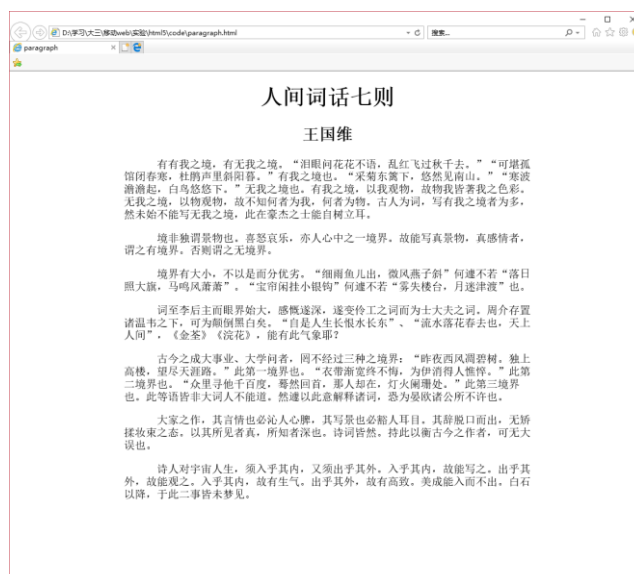 D:\学习\大三\移动web\实验\html5\code\paragraph.html
搜索...
paragraph
人间词话七则
王国维
有有我之境，有无我之境。“泪眼问花花不语，乱红飞过秋千去。”“可堪孤
馆闭春寒，杜鹃声里斜阳暮。”有我之境也。“采菊东篱下，悠然见南山。”“寒波
澹澹起，白鸟悠悠下。”无我之境也。有我之境，以我观物，故物我皆著我之色彩。
无我之境，以物观物，故不知何者为我，何者为物。古人为词，写有我之境者为多，
然未始不能写无我之境，此在豪杰之士能自树立耳。
境非独谓景物也。喜怒哀乐，亦人心中之一境界。故能写真景物，真感情者，
谓之有境界。否则谓之无境界。
境界有大小，不以是而分优劣。“细雨鱼儿出，微风燕子斜”何遽不若“落日
照大旗，马鸣风萧萧”。“宝帘闲挂小银钩”何遽不若“雾失楼台，月迷津渡”也。
词至李后主而眼界始大，感慨遂深，遂变伶工之词而为士大夫之词。周介存置
诸温韦之下，可为颠倒黑白矣。“自是人生长恨水长东”、“流水落花春去也，天上
人间”，《金荃》《浣花》，能有此气象耶？
古今之成大事业、大学问者，罔不经过三种之境界：“昨夜西风凋碧树。独上
高楼，望尽天涯路。”此第一境界也。“衣带渐宽终不悔，为伊消得人憔悴。”此第
二境界也。“众里寻他千百度，蓦然回首，那人却在，灯火阑珊处。”此第三境界
也。此等语皆非大词人不能道。然遽以此意解释诸词，恐为晏欧诸公所不许也。
大家之作，其言情也必沁人心脾，其写景也必豁人耳目。其辞脱口而出，无矫
揉妆束之态。以其所见者真，所知者深也。诗词皆然。持此以衡古今之作者，可无大
误也。
诗人对宇宙人生，须入乎其内，又须出乎其外。入乎其内，故能写之。出乎其
外，故能观之。入乎其内，故有生气。出乎其外，故有高致。美成能入而不出。白石
以降，于此二事皆未梦见。